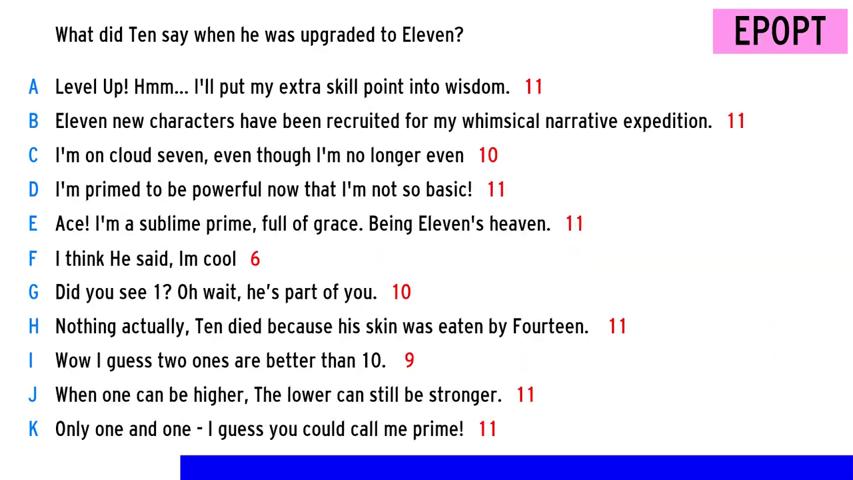 What did Ten say when he was upgraded to Eleven?
EPOPT
A Level Up! Hmm... I'll put my extra skill point into wisdom. 11
B Eleven new characters have been recruited for my whimsical narrative expedition. 11
C I'm on cloud seven, even though I'm no longer even 10
D I'm primed to be powerful now that I'm not so basic! 11
E Ace! I'm a sublime prime, full of grace. Being Eleven's heaven. 11
F I think He said, Im cool 6
G Did you see 1? Oh wait, he's part of you. 10
H Nothing actually, Ten died because his skin was eaten by Fourteen. 11
I Wow I guess two ones are better than 10. 9
J When one can be higher, The lower can still be stronger. 11
K Only one and one - I guess you could call me prime! 11